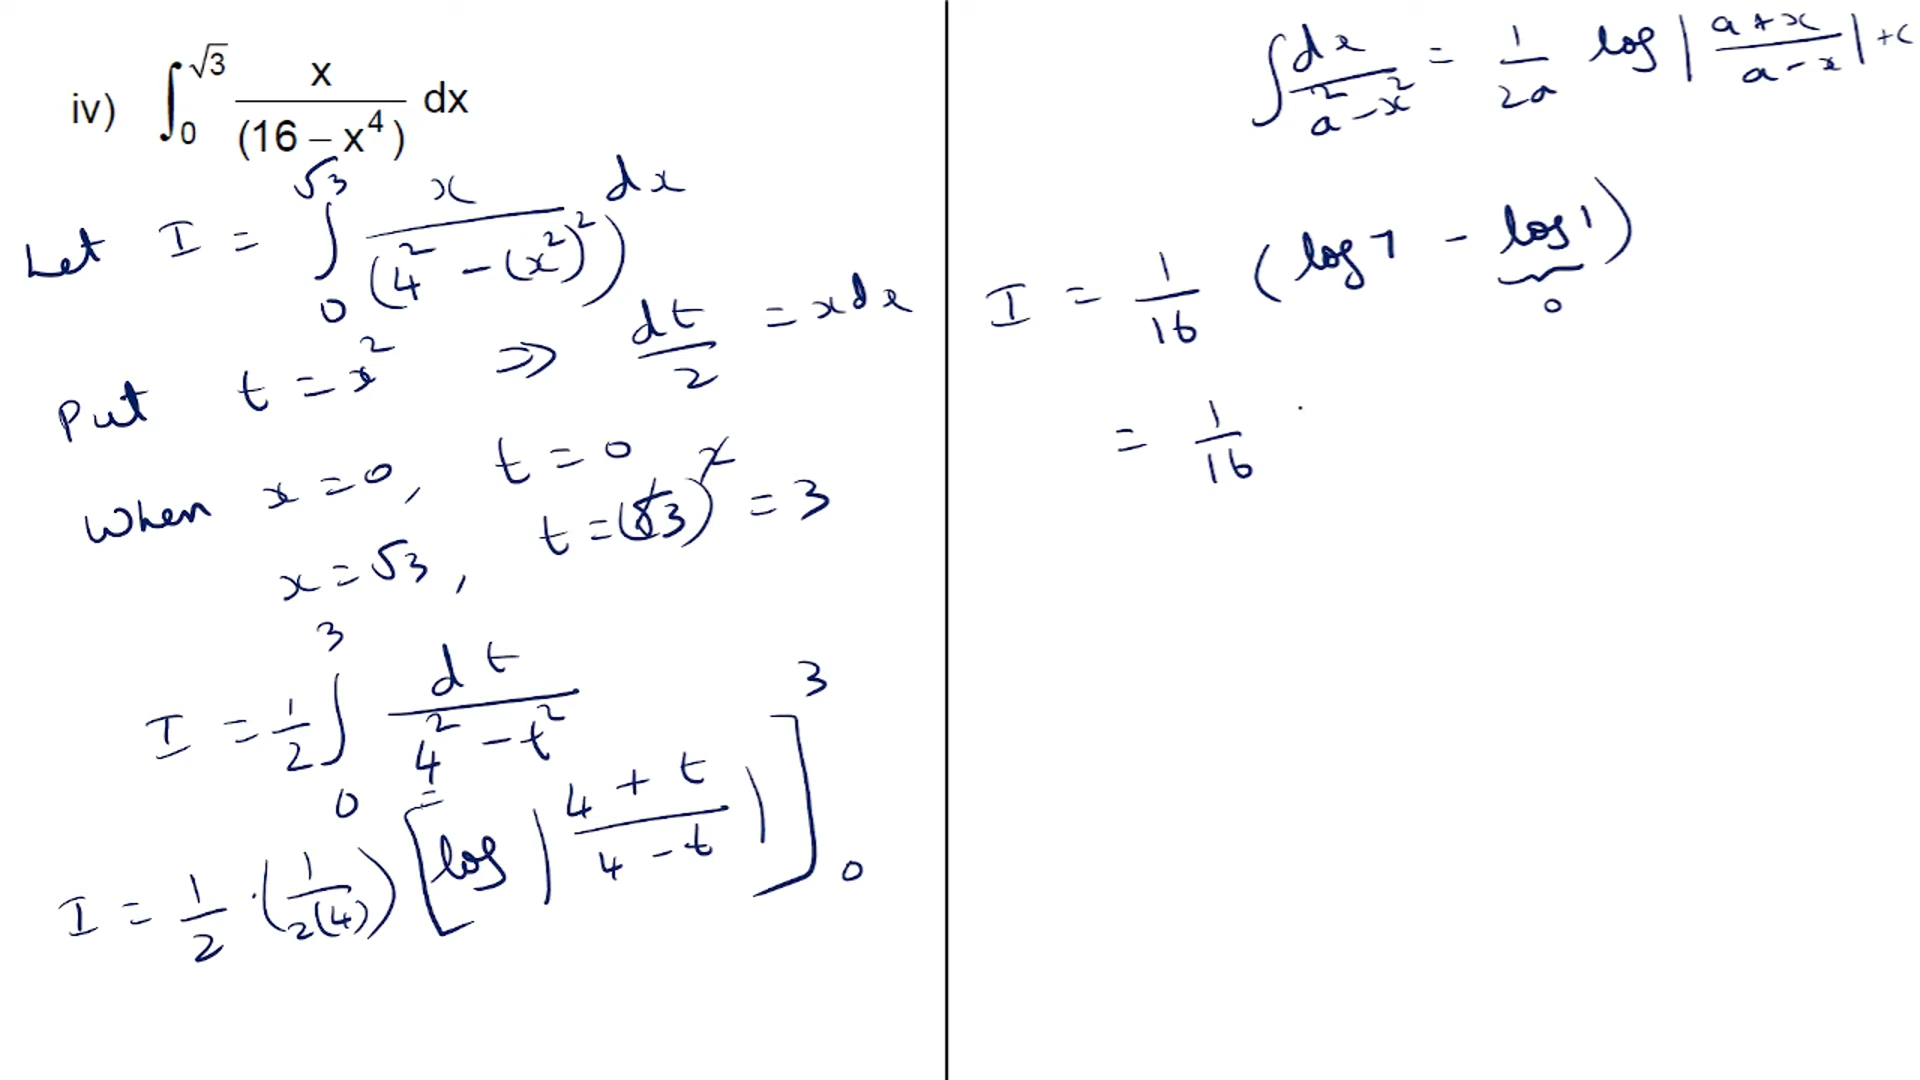 iv) ∫₀^√3 x/(16 – x⁴) dx
Let I = ∫₀^√3 x/(4² – (x²)²) dx
Put t = x² ⇒ dt/2 = x dx
When x = 0, t = 0
x = √3, t = (√3)² = 3
I = 1/2 ∫₀³ dt/(4² – t²)
I = 1/2 · (1/2(4)) [log |(4 + t)/(4 – t)|]₀³
∫ dx/(a² – x²) = 1/2a log |(a + x)/(a – x)| + c
I = 1/16 (log 7 – log 1)
0
= 1/16